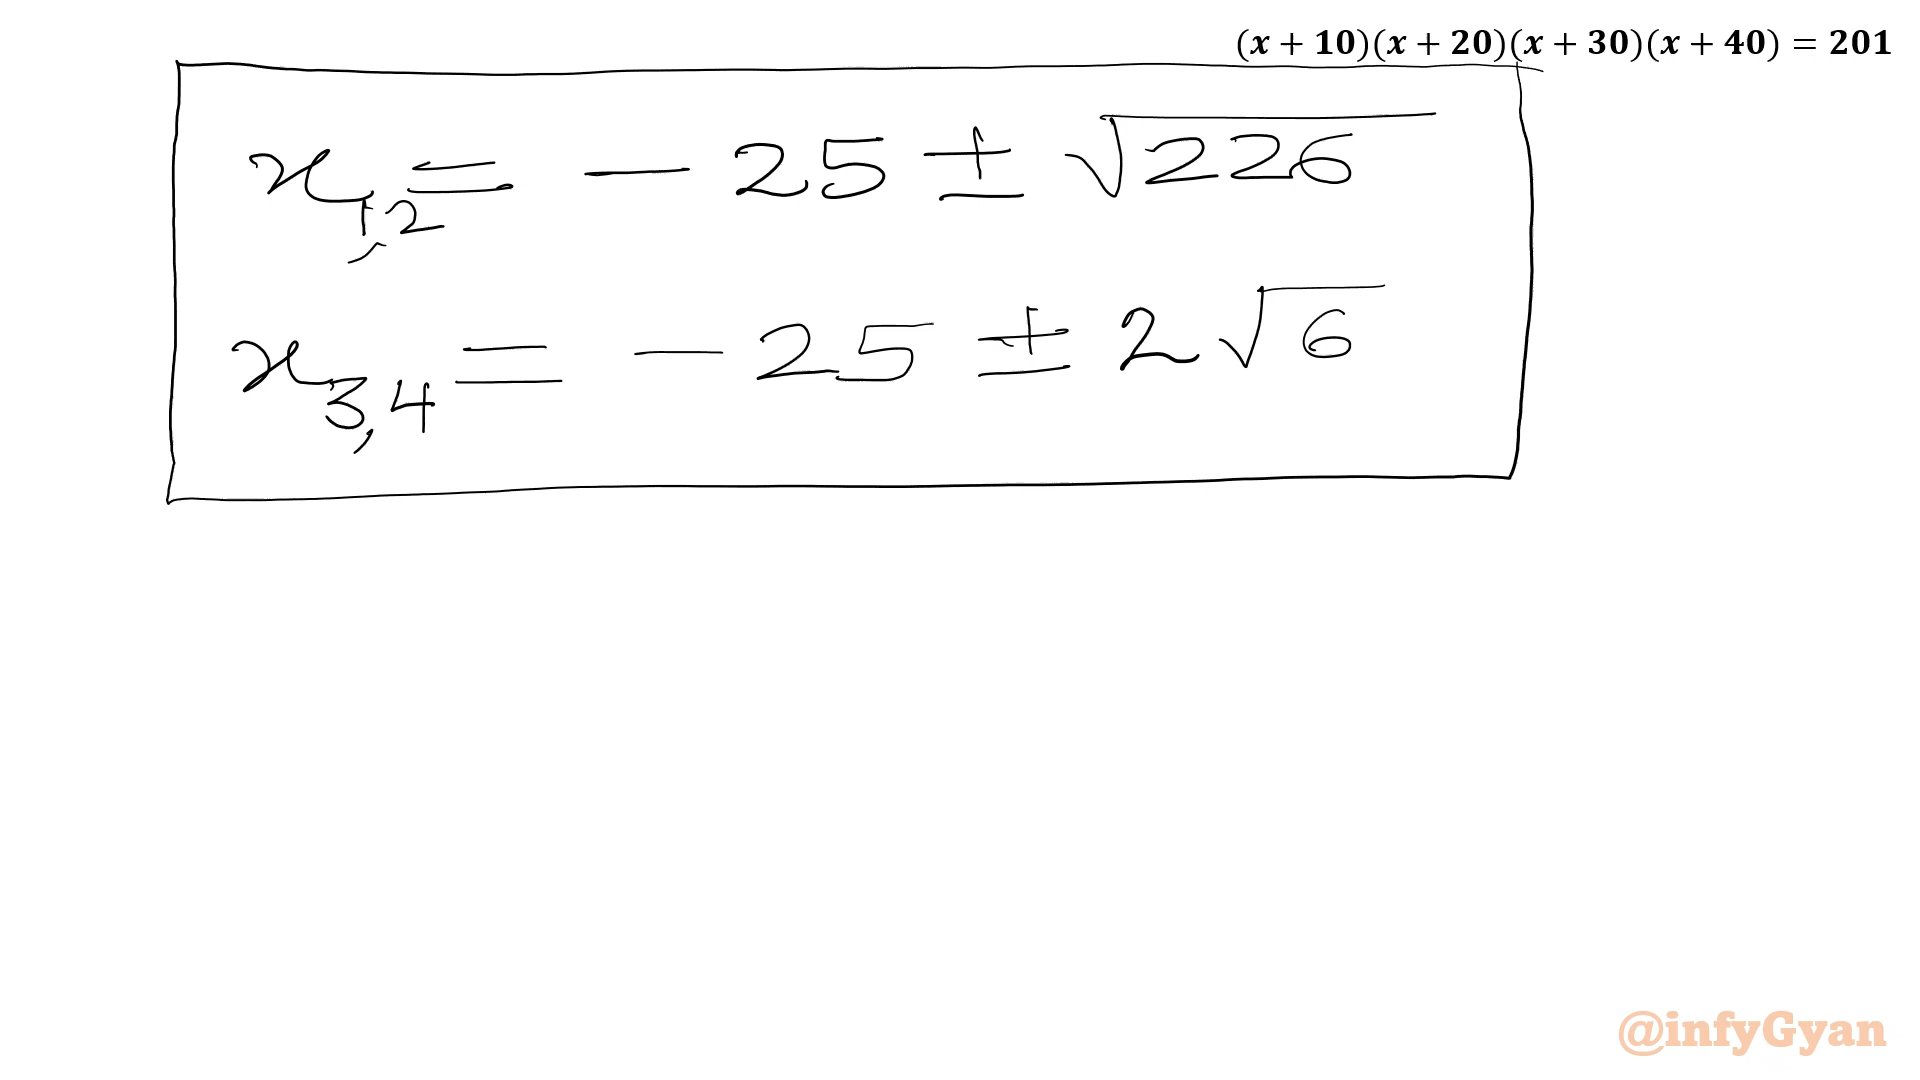 (x + 10)(x + 20)(x + 30)(x + 40) = 201
x₁,₂ = − 25 ± √226
x₃,₄ = − 25 ± 2√6
@infyGyan